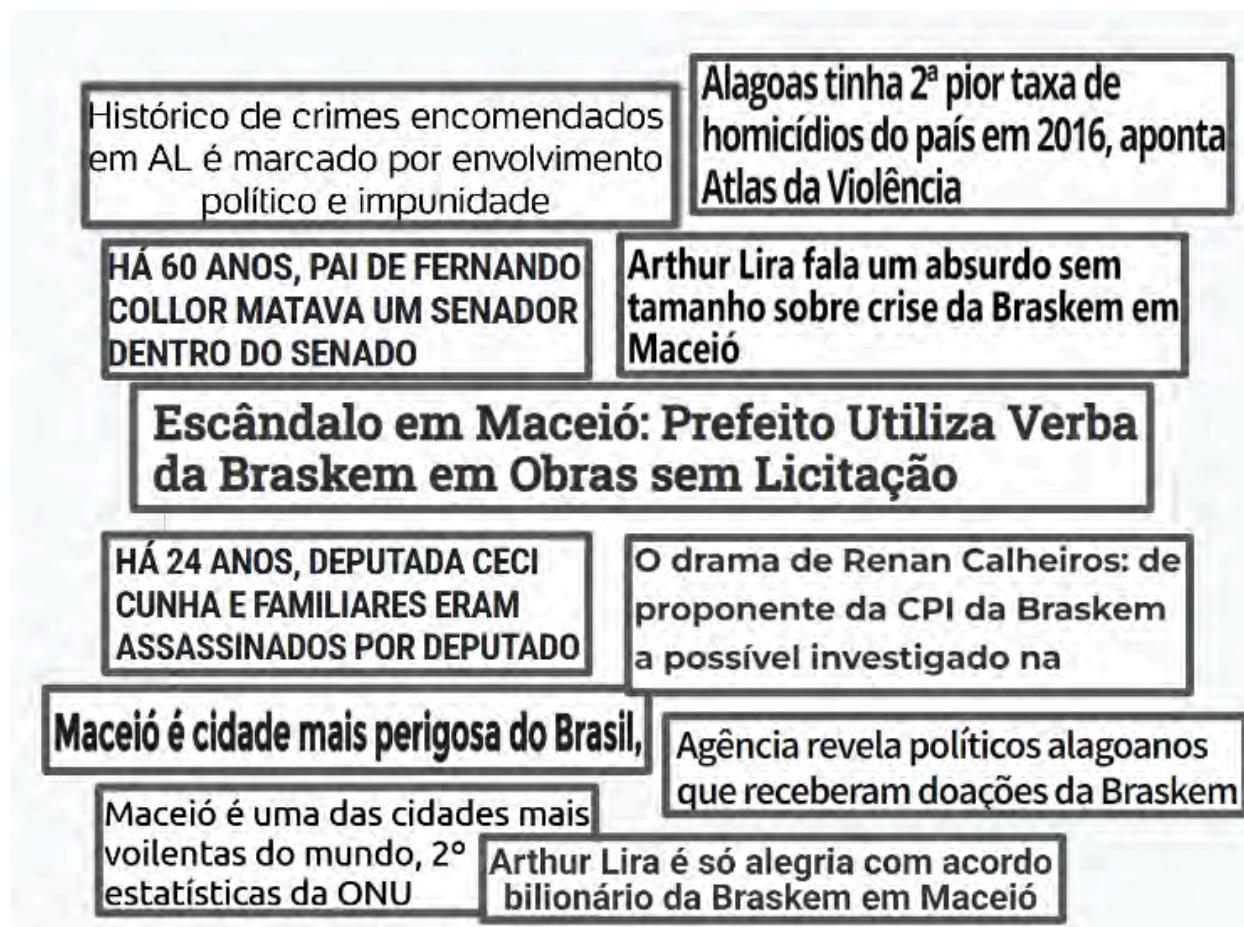 Histórico de crimes encomendados
em AL é marcado por envolvimento
político e impunidade
Alagoas tinha 2ª pior taxa de
homicídios do país em 2016, aponta
Atlas da Violência
HÁ 60 ANOS, PAI DE FERNANDO
COLLOR MATAVA UM SENADOR
DENTRO DO SENADO
Arthur Lira fala um absurdo sem
tamanho sobre crise da Braskem em
Maceió
Escândalo em Maceió: Prefeito Utiliza Verba
da Braskem em Obras sem Licitação
HÁ 24 ANOS, DEPUTADA CECI
CUNHA E FAMILIARES ERAM
ASSASSINADOS POR DEPUTADO
O drama de Renan Calheiros: de
proponente da CPI da Braskem
a possível investigado na
Maceió é cidade mais perigosa do Brasil,
Agência revela políticos alagoanos
que receberam doações da Braskem
Maceió é uma das cidades mais
voilentas do mundo, 2º
estatísticas da ONU
Arthur Lira é só alegria com acordo
bilionário da Braskem em Maceió